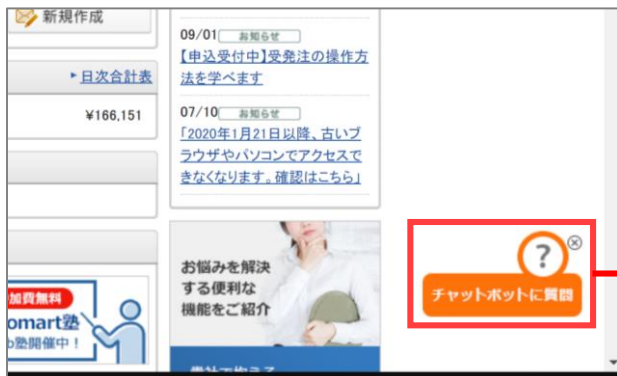 新規作成
日次合計表
¥166,151
09/01 お知らせ
【申込受付中】受発注の操作方
法を学べます
07/10 お知らせ
「2020年1月21日以降、古いブ
ラウザやパソコンでアクセスで
きなくなります。確認はこちら」
加費無料
omart塾
塾開催中!
お悩みを解決
する便利な
機能をご紹介
?
チャットボットに質問